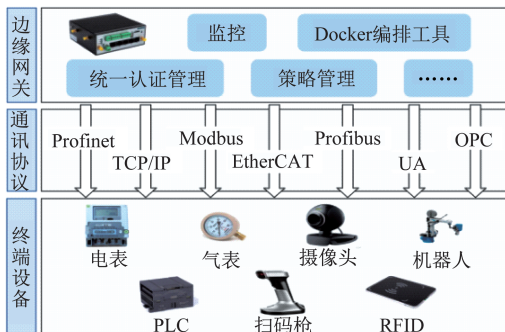 边缘网关
监控
Docker编排工具
统一认证管理
策略管理
……
通讯协议
Profinet
TCP/IP
Modbus
EtherCAT
Profibus
UA
OPC
终端设备
电表
气表
摄像头
机器人
PLC
扫码枪
RFID